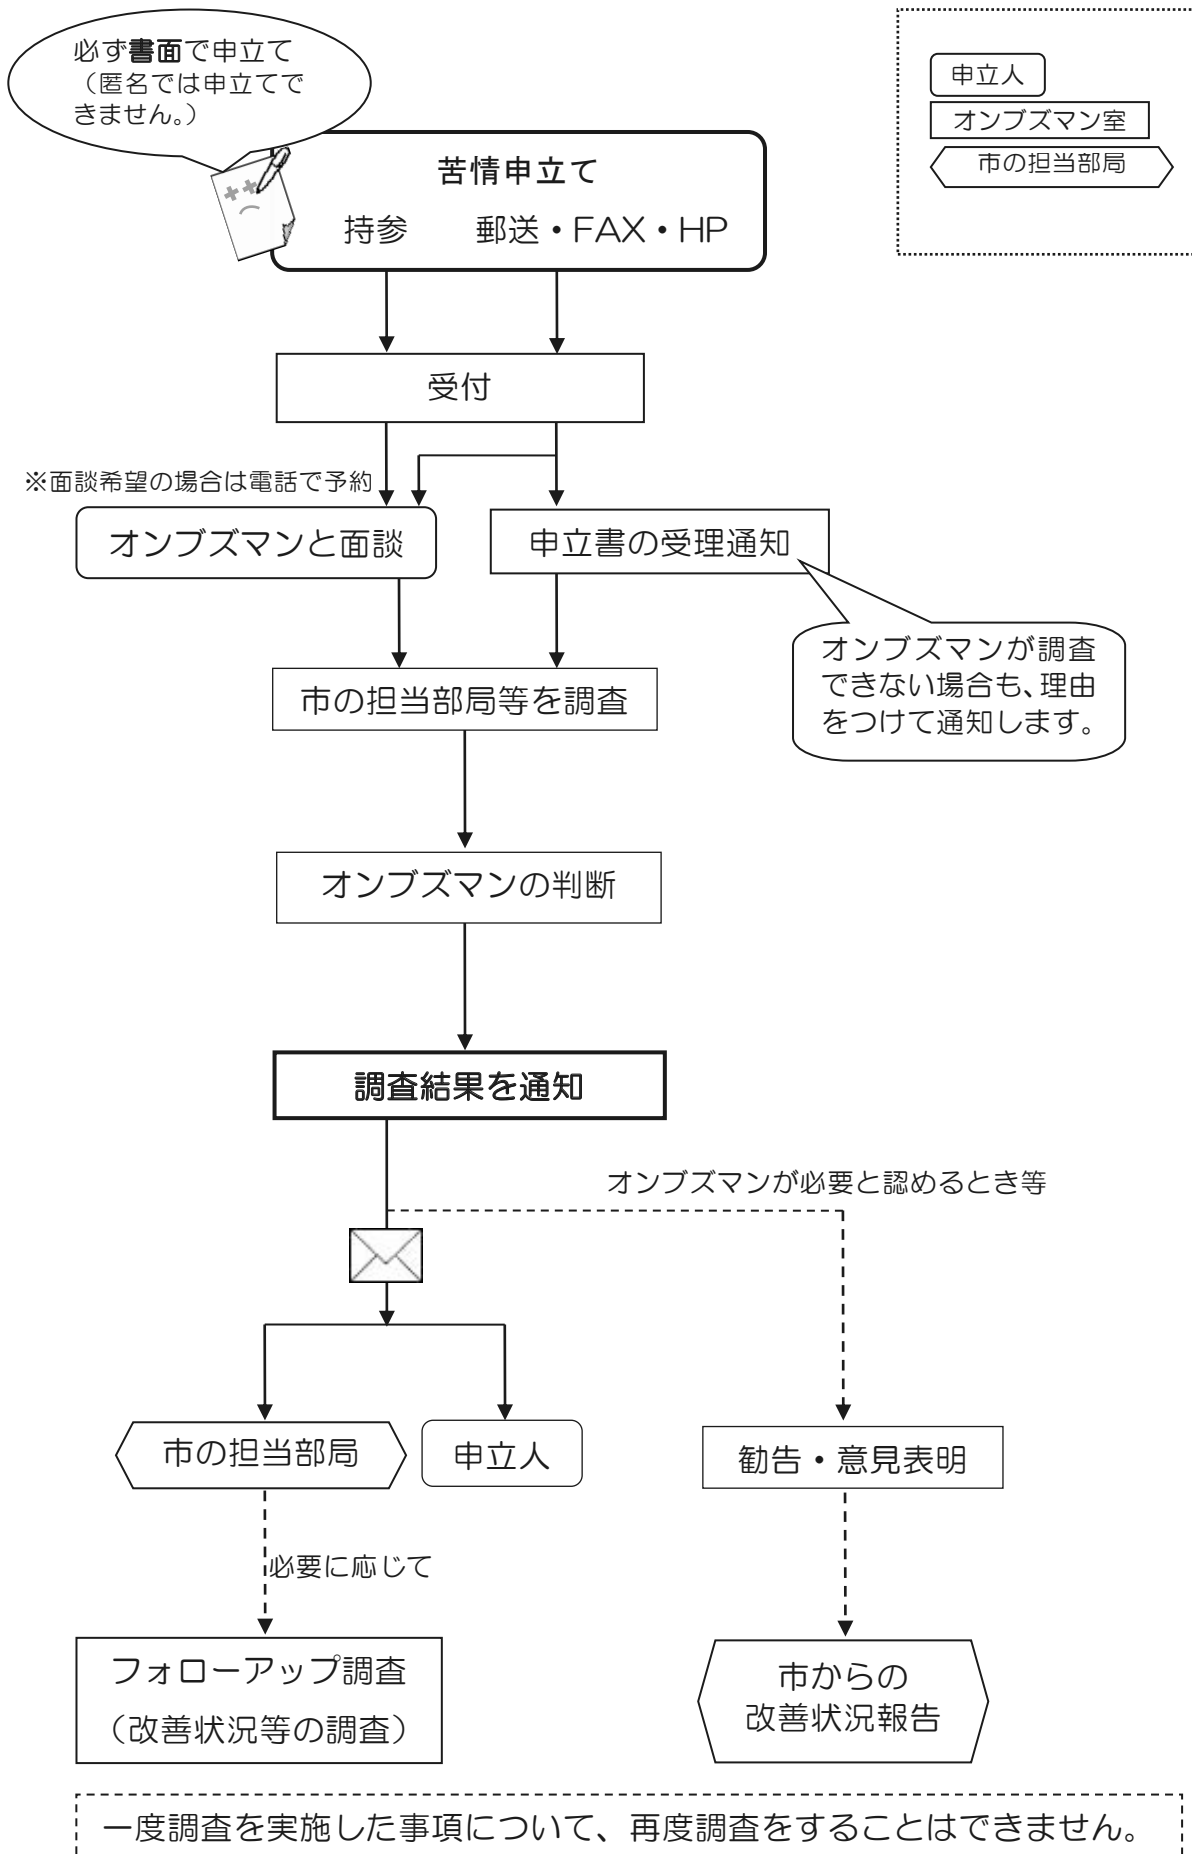 必ず書面で申立て
（匿名では申立てで
きません。）
申立人
オンブズマン室
市の担当部局
苦情申立て
持参　郵送・FAX・HP
受付
※面談希望の場合は電話で予約
オンブズマンと面談
申立書の受理通知
オンブズマンが調査
できない場合も、理由
をつけて通知します。
市の担当部局等を調査
オンブズマンの判断
調査結果を通知
オンブズマンが必要と認めるとき等
市の担当部局
申立人
勧告・意見表明
必要に応じて
フォローアップ調査
（改善状況等の調査）
市からの
改善状況報告
一度調査を実施した事項について、再度調査をすることはできません。